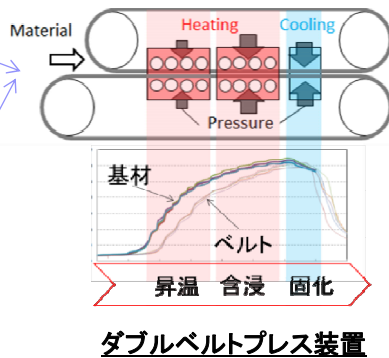 Heating
Cooling
Material
Pressure
基材
ベルト
昇温
含浸
固化
ダブルベルトプレス装置